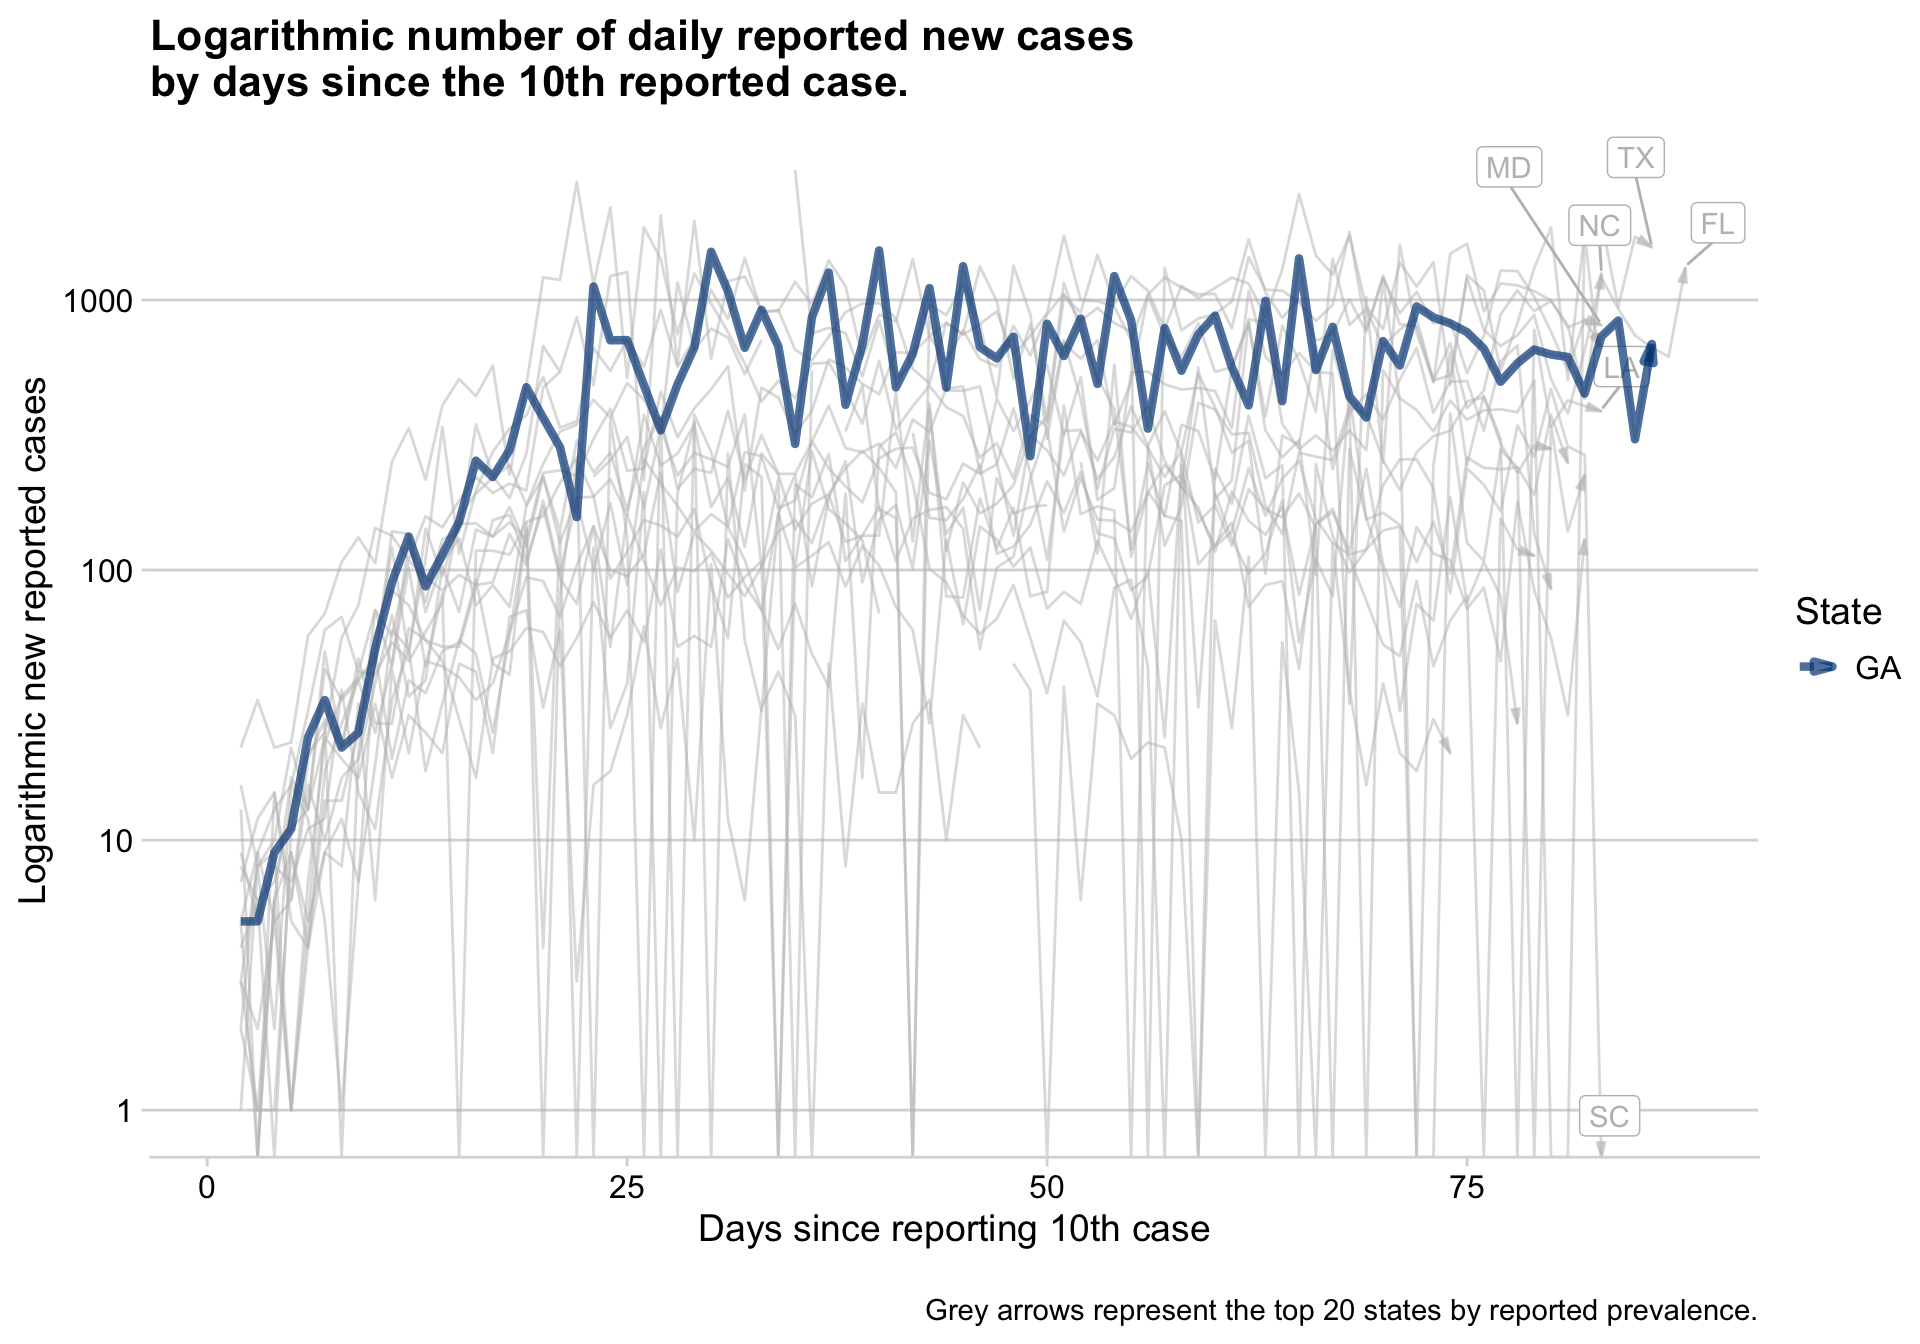 Logarithmic number of daily reported new cases
by days since the 10th reported case.
MD
TX
NC
FL
LA
SC
1000
100
10
1
Logarithmic new reported cases
0
25
50
75
Days since reporting 10th case
State
GA
Grey arrows represent the top 20 states by reported prevalence.